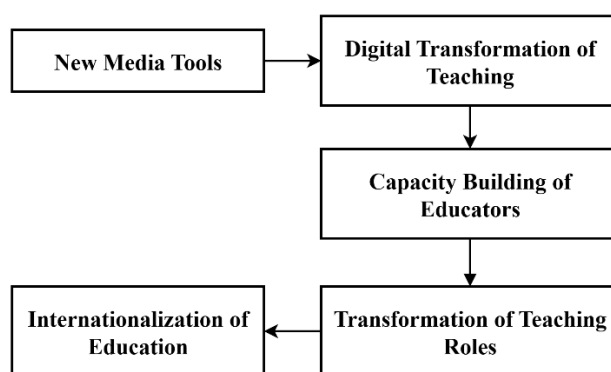 New Media Tools
Digital Transformation of
Teaching
Capacity Building of
Educators
Transformation of Teaching
Roles
Internationalization of
Education